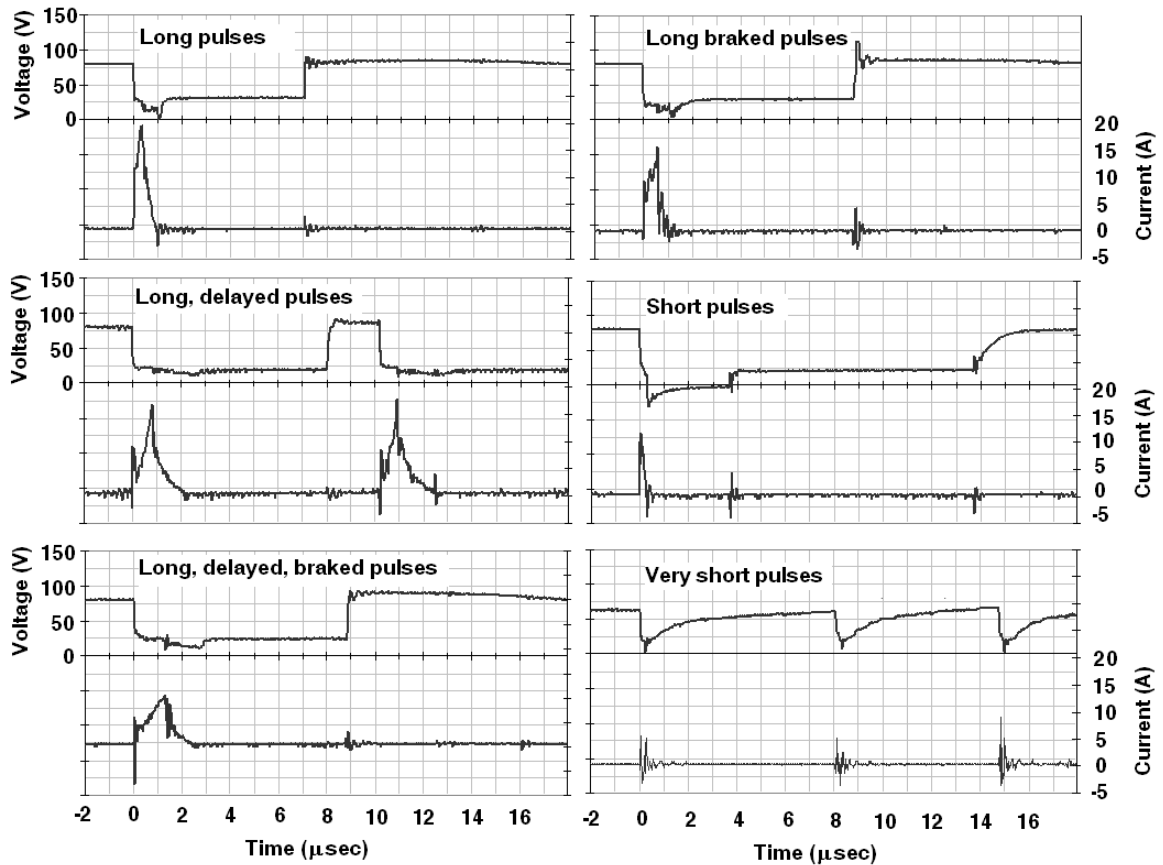 Voltage (V)
150
100
50
0
Long pulses
Long braked pulses
20
15
10
5
0
-5
Current (A)
Voltage (V)
150
100
50
0
Long, delayed pulses
Short pulses
20
15
10
5
0
-5
Current (A)
Voltage (V)
150
100
50
0
Long, delayed, braked pulses
Very short pulses
20
15
10
5
0
-5
Current (A)
-2 0 2 4 6 8 10 12 14 16
Time (μsec)
-2 0 2 4 6 8 10 12 14 16
Time (μsec)